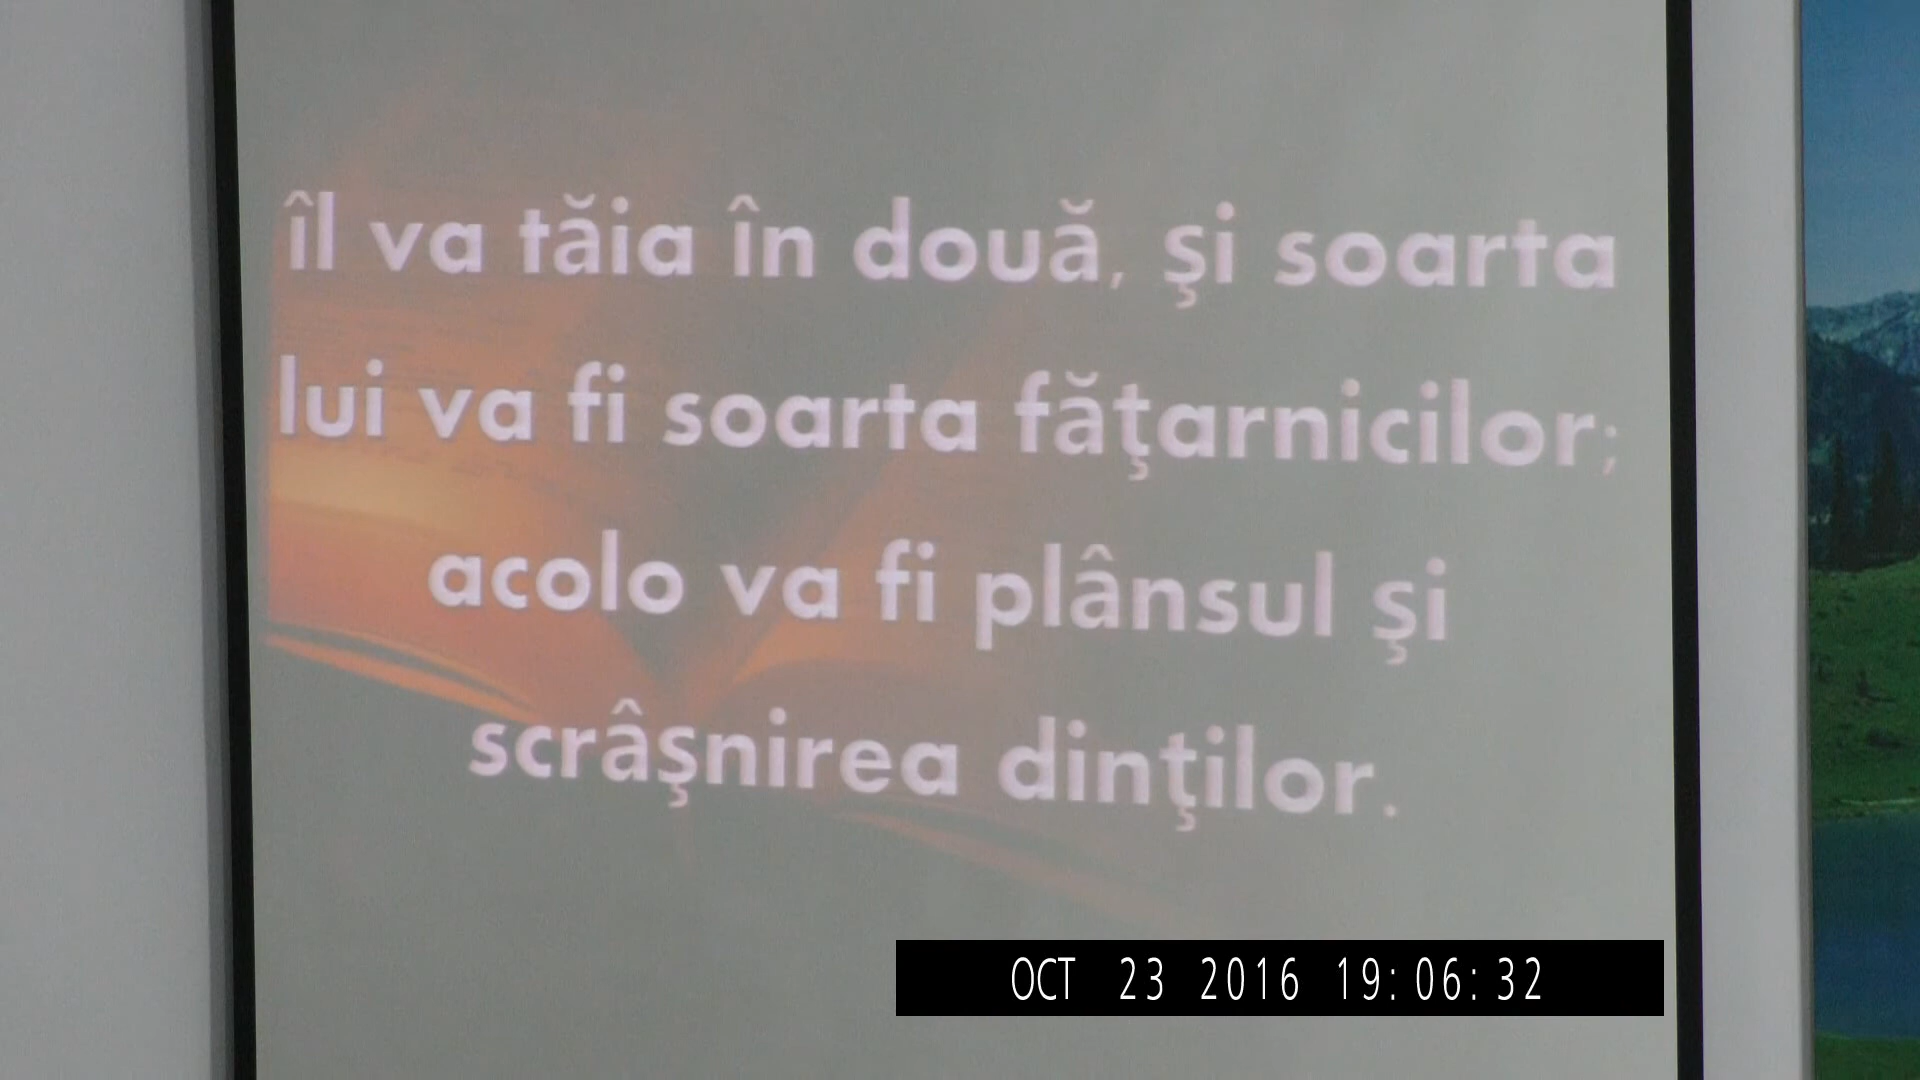 îl va tăia în două, şi soarta
lui va fi soarta făţarnicilor;
acolo va fi plânsul şi
scrâşnirea dinţilor.
OCT 23 2016 19:06:32